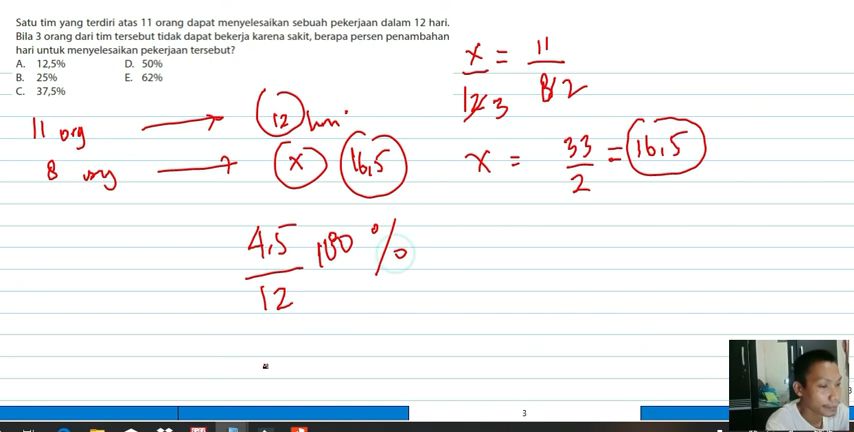 Satu tim yang terdiri atas 11 orang dapat menyelesaikan sebuah pekerjaan dalam 12 hari.
Bila 3 orang dari tim tersebut tidak dapat bekerja karena sakit, berapa persen penambahan
hari untuk menyelesaikan pekerjaan tersebut?
A. 12,5% D. 50%
B. 25% E. 62%
C. 37,5%
11 org → 12 hari
8 org → x 16,5
4,5
12
100 %
x = 11
12 3 8 2
x = 33
2
= 16,5
3